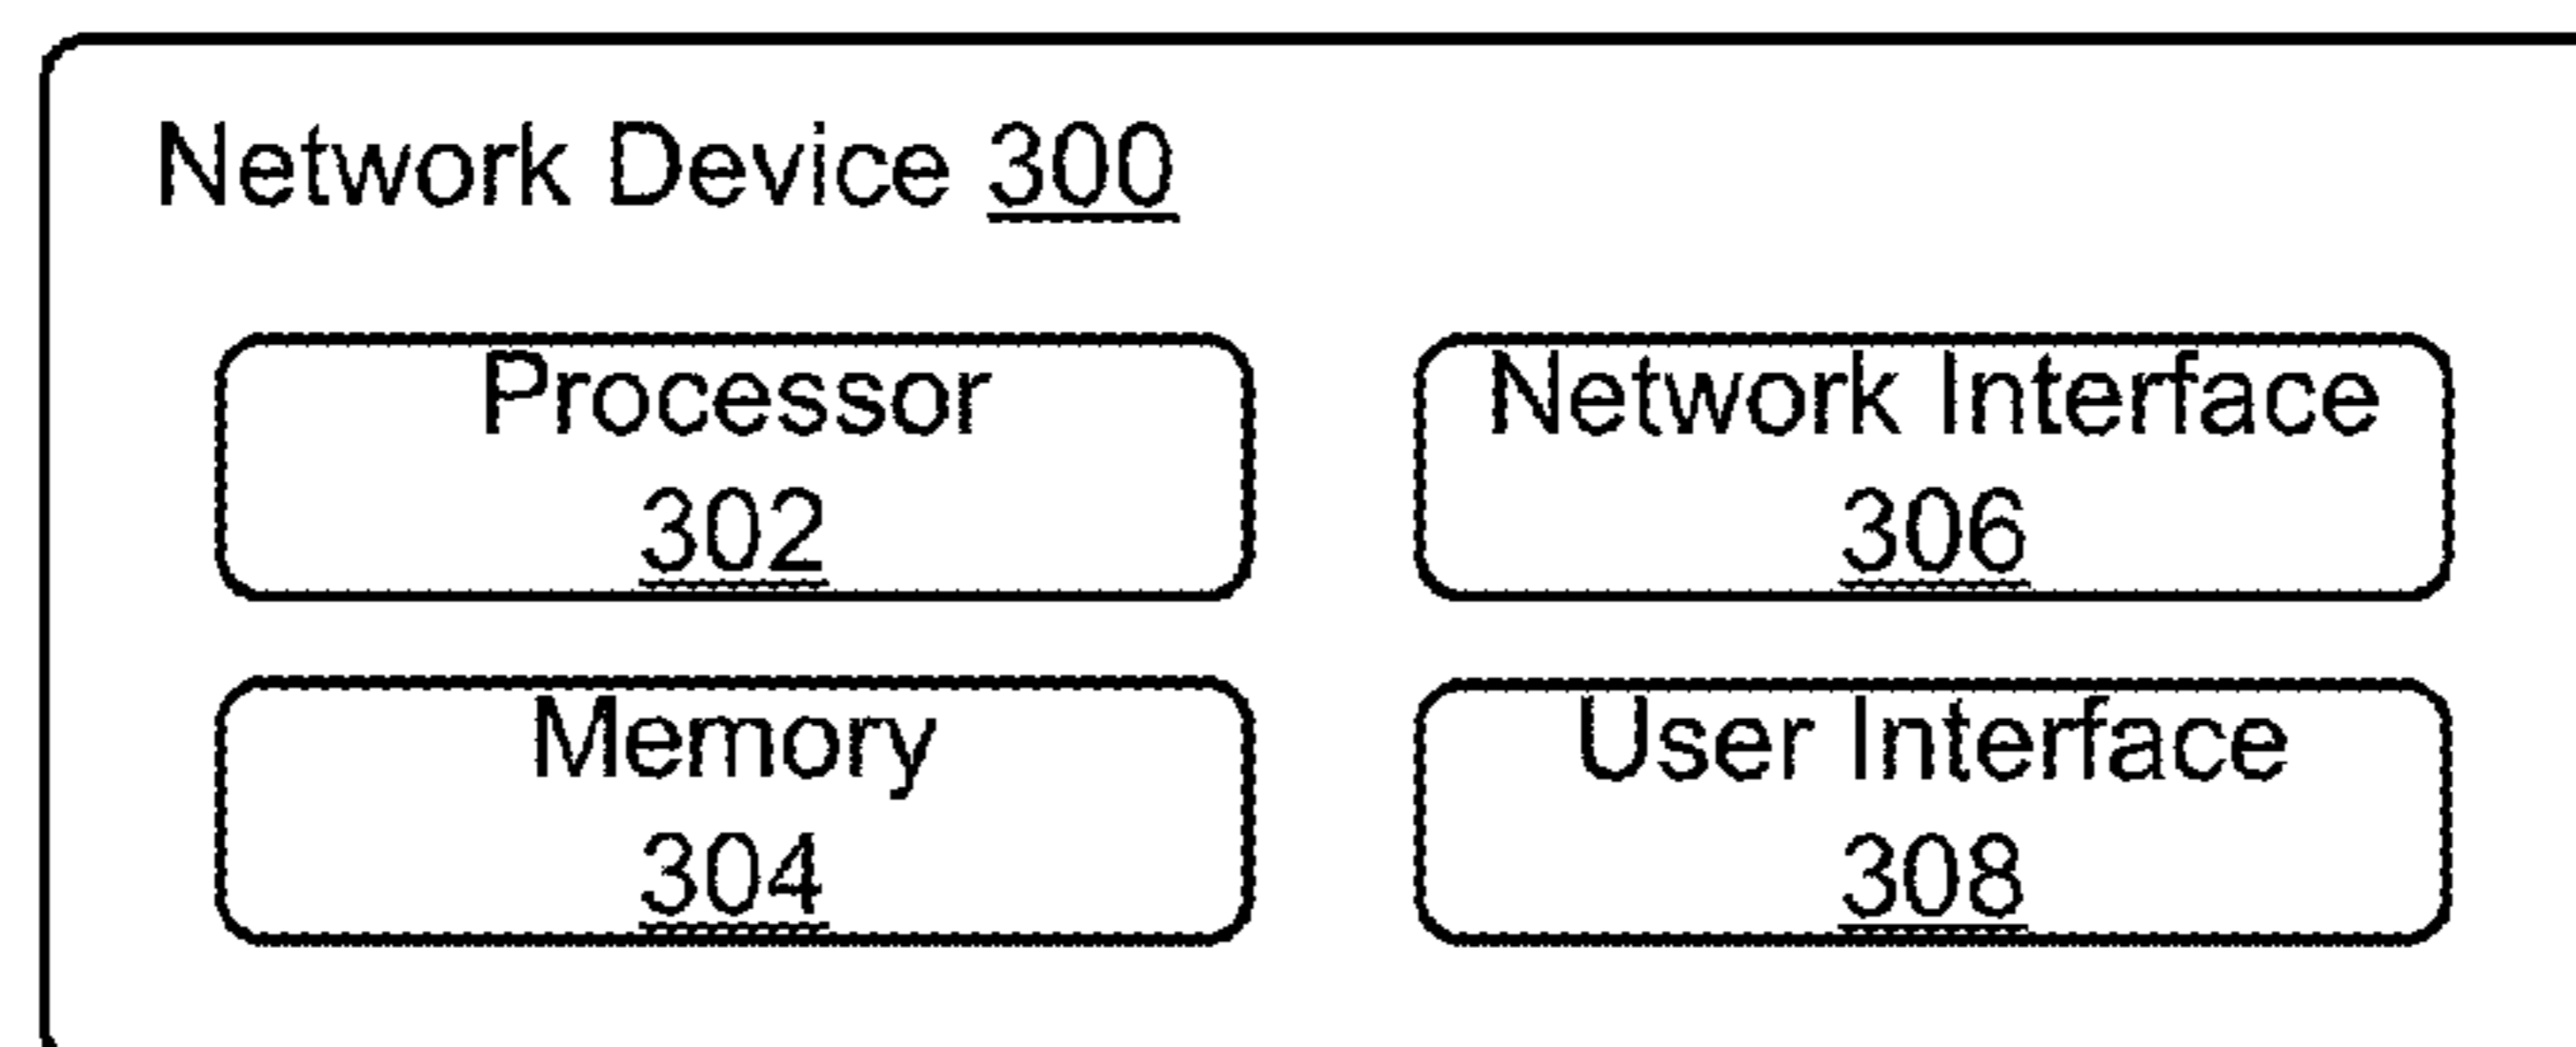 Network Device 300
Processor
302
Network Interface
306
Memory
304
User Interface
308